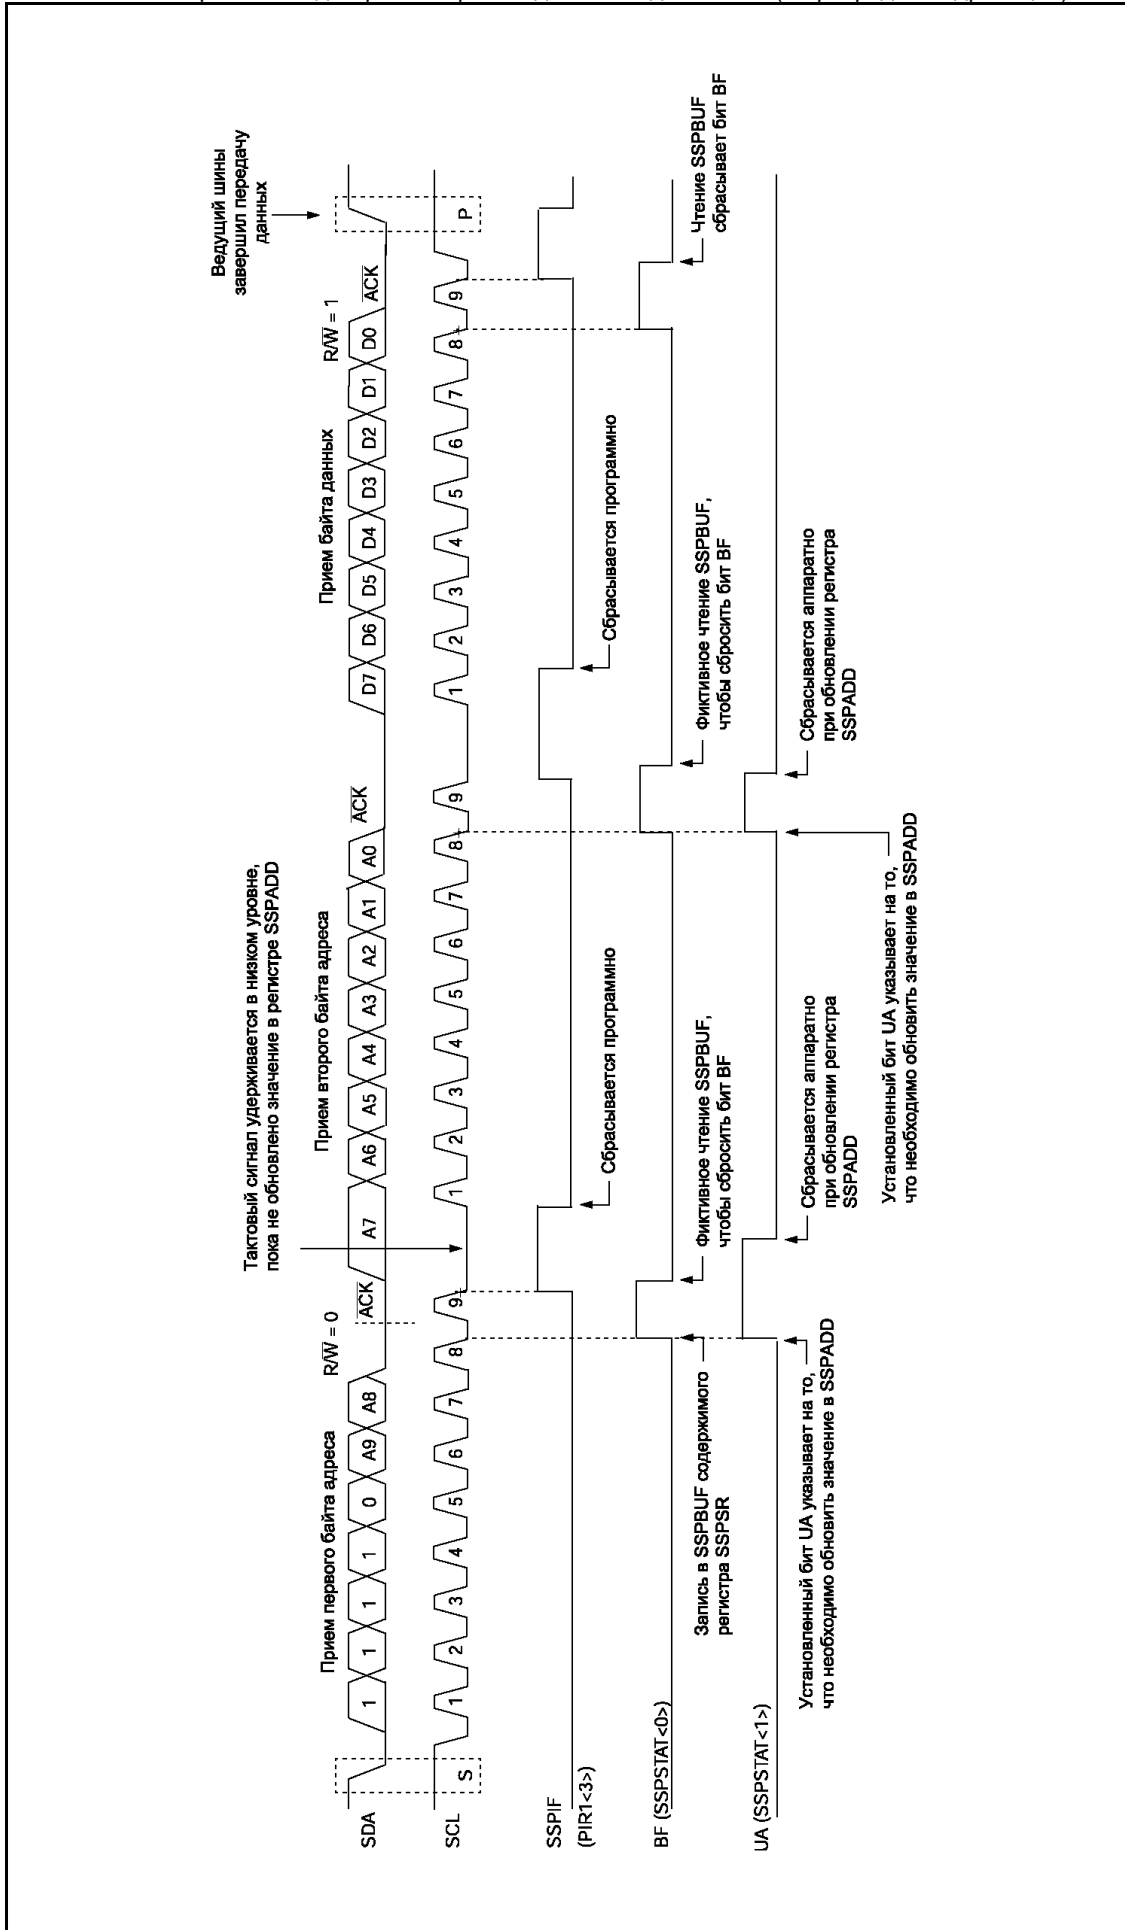 Ведущий шины
завершил передачу
данных
Тактовый сигнал удерживается в низком уровне,
пока не обновлено значение в регистре SSPADD
Прием первого байта адреса
R/W = 0
Прием второго байта адреса
Прием байта данных
R/W = 1
SDA
1 1 1 1 0 A9 A8 ACK A7 A6 A5 A4 A3 A2 A1 A0 ACK D7 D6 D5 D4 D3 D2 D1 D0 ACK
SCL
S 1 2 3 4 5 6 7 8 9 1 2 3 4 5 6 7 8 9 1 2 3 4 5 6 7 8 9 P
SSPIF
(PIR1<3>)
Сбрасывается программно
Сбрасывается программно
BF (SSPSTAT<0>)
Запись в SSPBUF содержимого
регистра SSPSR
Фиктивное чтение SSPBUF,
чтобы сбросить бит BF
Фиктивное чтение SSPBUF,
чтобы сбросить бит BF
Чтение SSPBUF
сбрасывает бит BF
UA (SSPSTAT<1>)
Установленный бит UA указывает на то,
что необходимо обновить значение в SSPADD
Сбрасывается аппаратно
при обновлении регистра
SSPADD
Установленный бит UA указывает на то,
что необходимо обновить значение в SSPADD
Сбрасывается аппаратно
при обновлении регистра
SSPADD